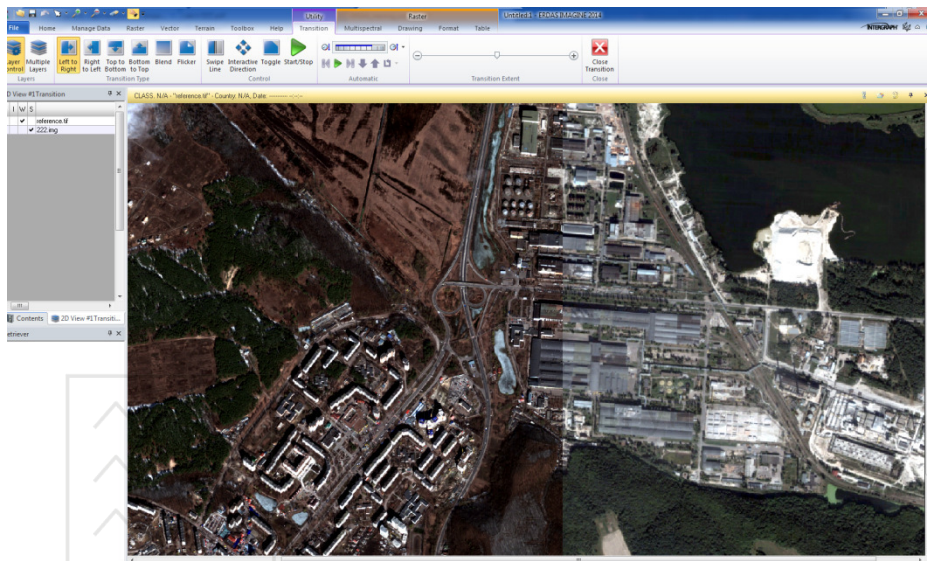 Untitled:1 - ERDAS IMAGINE 2014
Utility
Raster
File Home Manage Data Raster Vector Terrain Toolbox Help Transition Multispectral Drawing Format Table
INTERGRAPH
Multiple Layers
Left to Right
Right to Left
Top to Bottom
Bottom to Top
Blend
Flicker
Swipe Line
Interactive Direction
Toggle
Start/Stop
Close Transition
Layers Transition Type Control Automatic Transition Extent Close
D View #1Transition
I W S
reference.tif
222.img
Contents 2D View #1Transiti...
etriever
CLASS: N/A - "reference.tif" - Country: N/A, Date: -------- --:--:--